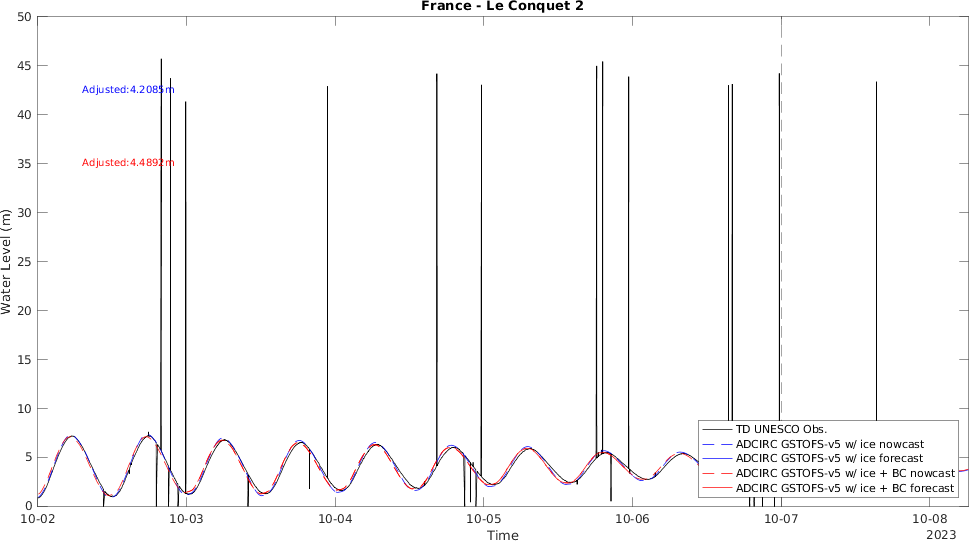 France - Le Conquet 2
50
45
40
35
30
25
20
15
10
5
0
Water Level (m)
Adjusted:4.2085m
Adjusted:4.4892m
TD UNESCO Obs.
ADCIRC GSTOFS-v5 w/ ice nowcast
ADCIRC GSTOFS-v5 w/ ice forecast
ADCIRC GSTOFS-v5 w/ ice + BC nowcast
ADCIRC GSTOFS-v5 w/ ice + BC forecast
10-02 10-03 10-04 10-05 10-06 10-07 10-08
Time
2023